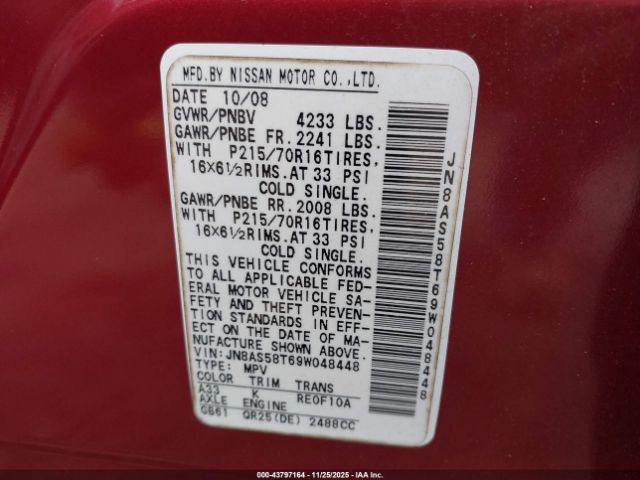 MFD.BY NISSAN MOTOR CO.,LTD.
DATE 10/08
GVWR/PNBV 4233 LBS.
GAWR/PNBE FR. 2241 LBS.
WITH P215/70R16TIRES,
16X6½RIMS.AT 33 PSI
COLD SINGLE.
GAWR/PNBE RR. 2008 LBS.
WITH P215/70R16TIRES,
16X6½RIMS.AT 33 PSI
COLD SINGLE.
THIS VEHICLE CONFORMS
TO ALL APPLICABLE FED-
ERAL MOTOR VEHICLE SA-
FETY AND THEFT PREVEN-
TION STANDARDS IN EFF-
ECT ON THE DATE OF MA-
NUFACTURE SHOWN ABOVE.
VIN: JN8AS58T69W048448
TYPE: MPV
COLOR TRIM TRANS
A33 K RE0F10A
AXLE ENGINE
GB61 QR25(DE) 2488CC
JN8AS58T69W048448
000-43797164 - 11/25/2025 - IAA Inc.